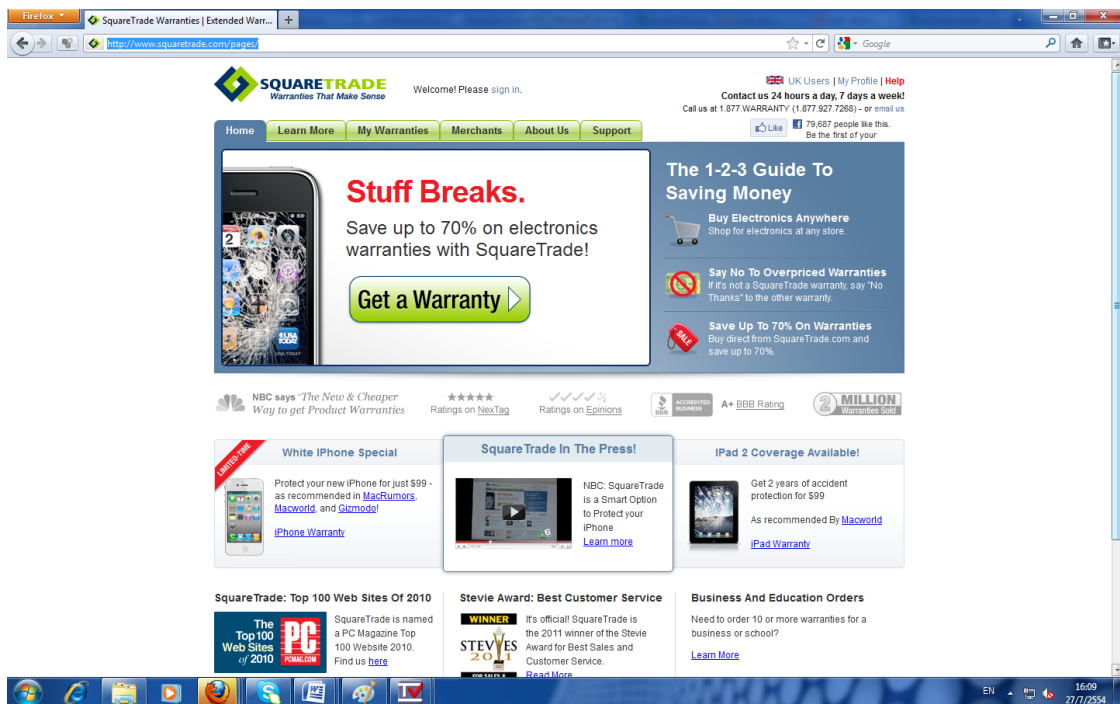 Firefox
SquareTrade Warranties | Extended Warr...
http://www.squaretrade.com/pages/
Google
SQUARETRADE
Warranties That Make Sense
Welcome! Please sign in.
UK Users | My Profile | Help
Contact us 24 hours a day, 7 days a week!
Call us at 1.877.WARRANTY (1.877.927.7268) - or email us
Like
79,687 people like this.
Be the first of your
Home
Learn More
My Warranties
Merchants
About Us
Support
Stuff Breaks.
Save up to 70% on electronics
warranties with SquareTrade!
Get a Warranty
2
USA
TODAY
USA TODAY
The 1-2-3 Guide To
Saving Money
Buy Electronics Anywhere
Shop for electronics at any store.
Say No To Overpriced Warranties
If it's not a SquareTrade warranty, say "No
Thanks" to the other warranty.
SALE
Save Up To 70% On Warranties
Buy direct from SquareTrade.com and
save up to 70%.
NBC says "The New & Cheaper
Way to get Product Warranties
Ratings on NexTag
Ratings on Epinions
BBB
ACCREDITED
BUSINESS
A+ BBB Rating
2 MILLION
Warranties Sold
LIMITED-TIME
White IPhone Special
Protect your new iPhone for just $99 -
as recommended in MacRumors,
Macworld, and Gizmodo!
iPhone Warranty
SquareTrade In The Press!
NBC: SquareTrade
is a Smart Option
to Protect your
iPhone
Learn more
IPad 2 Coverage Available!
Get 2 years of accident
protection for $99
As recommended By Macworld
iPad Warranty
SquareTrade: Top 100 Web Sites Of 2010
The
Top 100
Web Sites
of 2010
PC
PCMAG.COM
SquareTrade is named
a PC Magazine Top
100 Website 2010.
Find us here
Stevie Award: Best Customer Service
WINNER
STEVIES
2011
FOR SALES &
It's official! SquareTrade is
the 2011 winner of the Stevie
Award for Best Sales and
Customer Service.
Read More
Business And Education Orders
Need to order 10 or more warranties for a
business or school?
Learn More
EN
16:09
27/7/2554